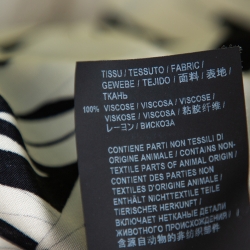 TISSU / TESSUTO / FABRIC /
GEWEBE / TEJIDO / 面料 / 表地 /
ТКАНЬ
100% VISCOSE / VISCOSA / VISCOSE /
VISKOSE / VISCOSA / 粘胶纤维 /
レーヨン / ВИСКОЗА
CONTIENE PARTI NON TESSILI DI
ORIGINE ANIMALE / CONTAINS NON-
TEXTILE PARTS OF ANIMAL ORIGIN /
CONTIENT DES PARTIES NON
TEXTILES D'ORIGINE ANIMALE /
ENTHÄLT NICHTTEXTILE TEILE
TIERISCHER HERKUNFT /
ВКЛЮЧАЕТ НЕТКАНЫЕ ДЕТАЛИ
ЖИВОТНОГО ПРОИСХОЖДЕНИЯ /
含源自动物的非纺织部件